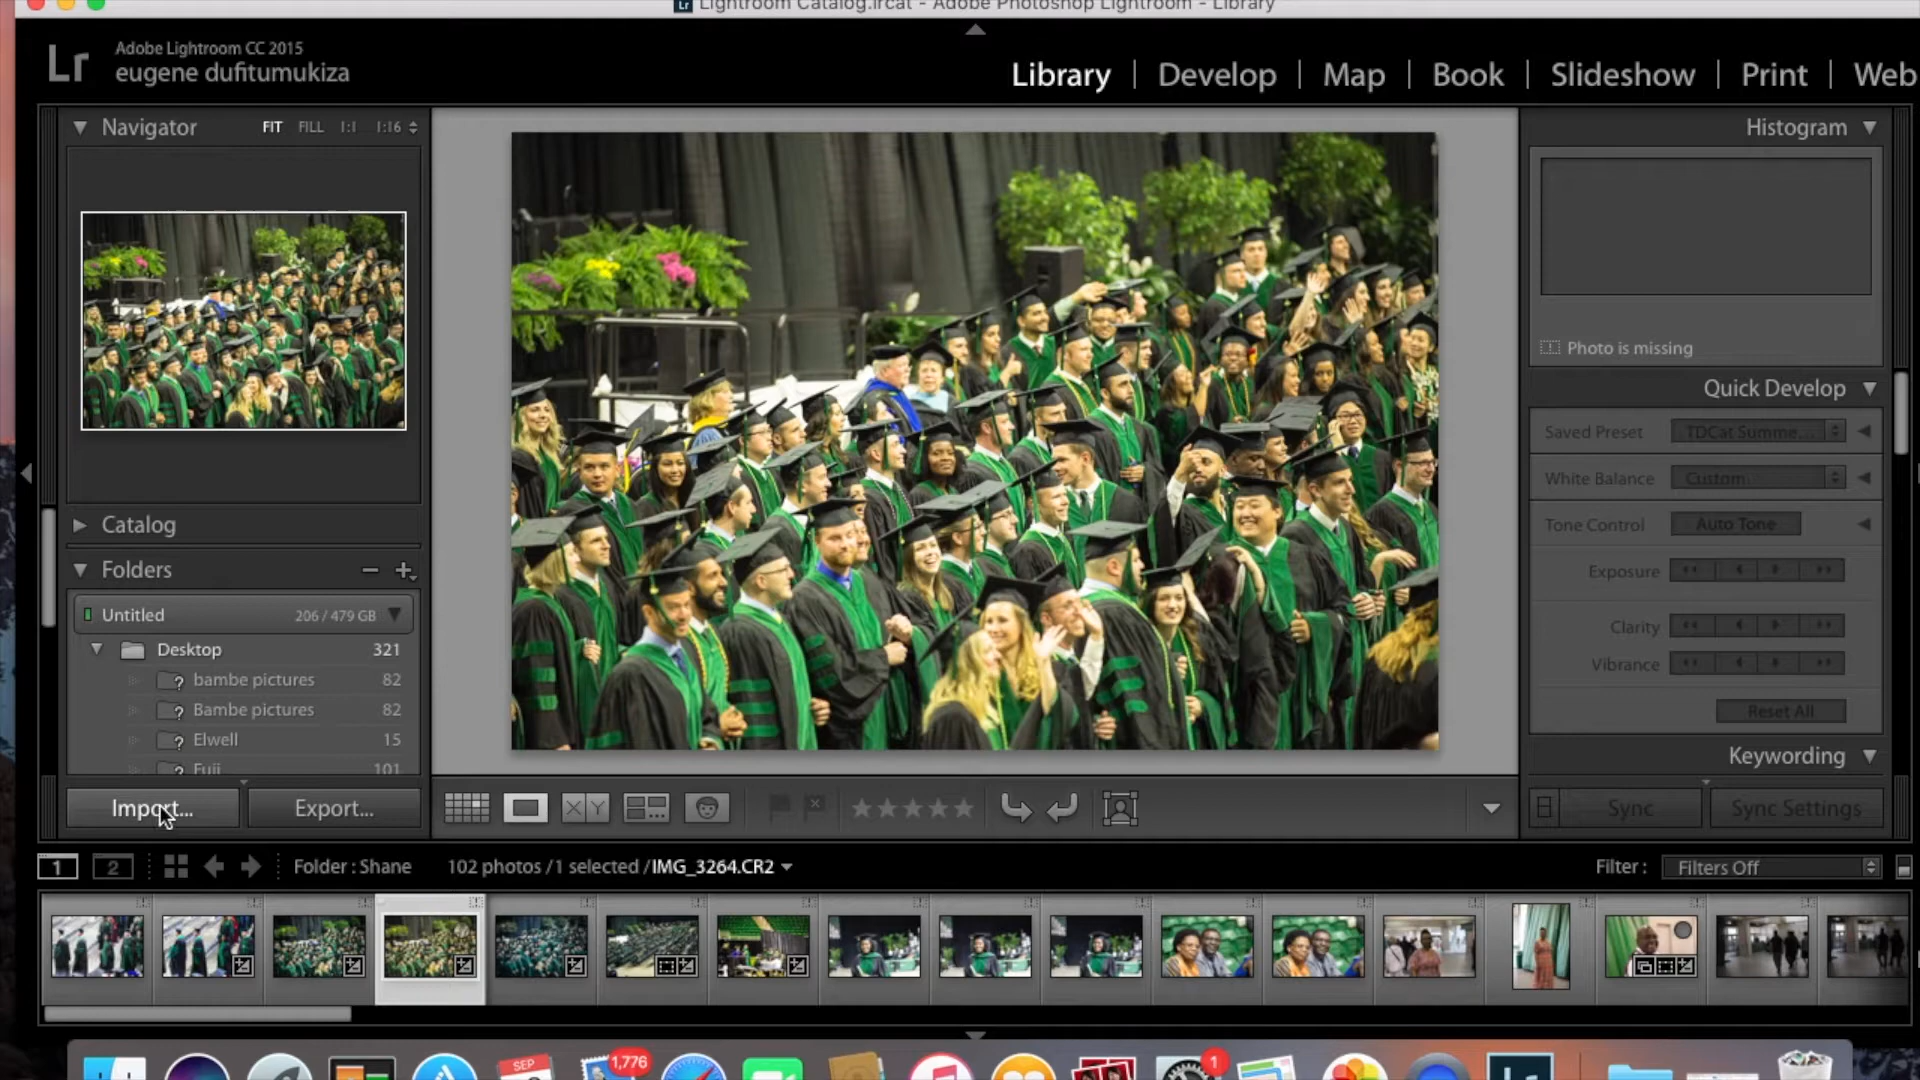 Lightroom Catalog.lrcat - Adobe Photoshop Lightroom - Library
Lr
Adobe Lightroom CC 2015
eugene dufitumukiza
Library | Develop | Map | Book | Slideshow | Print | Web
Navigator FIT FILL 1:1 1:16
Histogram
Photo is missing
Quick Develop
Saved Preset TDCat Summe...
White Balance Custom
Tone Control Auto Tone
Exposure
Clarity
Vibrance
Reset All
Keywording
Catalog
Folders
Untitled 206 / 479 GB
Desktop 321
bambe pictures 82
Bambe pictures 82
Elwell 15
Fuji 101
Import... Export...
X Y
Sync Sync Settings
1 2 Folder : Shane 102 photos / 1 selected / IMG_3264.CR2 Filter : Filters Off
SEP 1,776 1
Lr